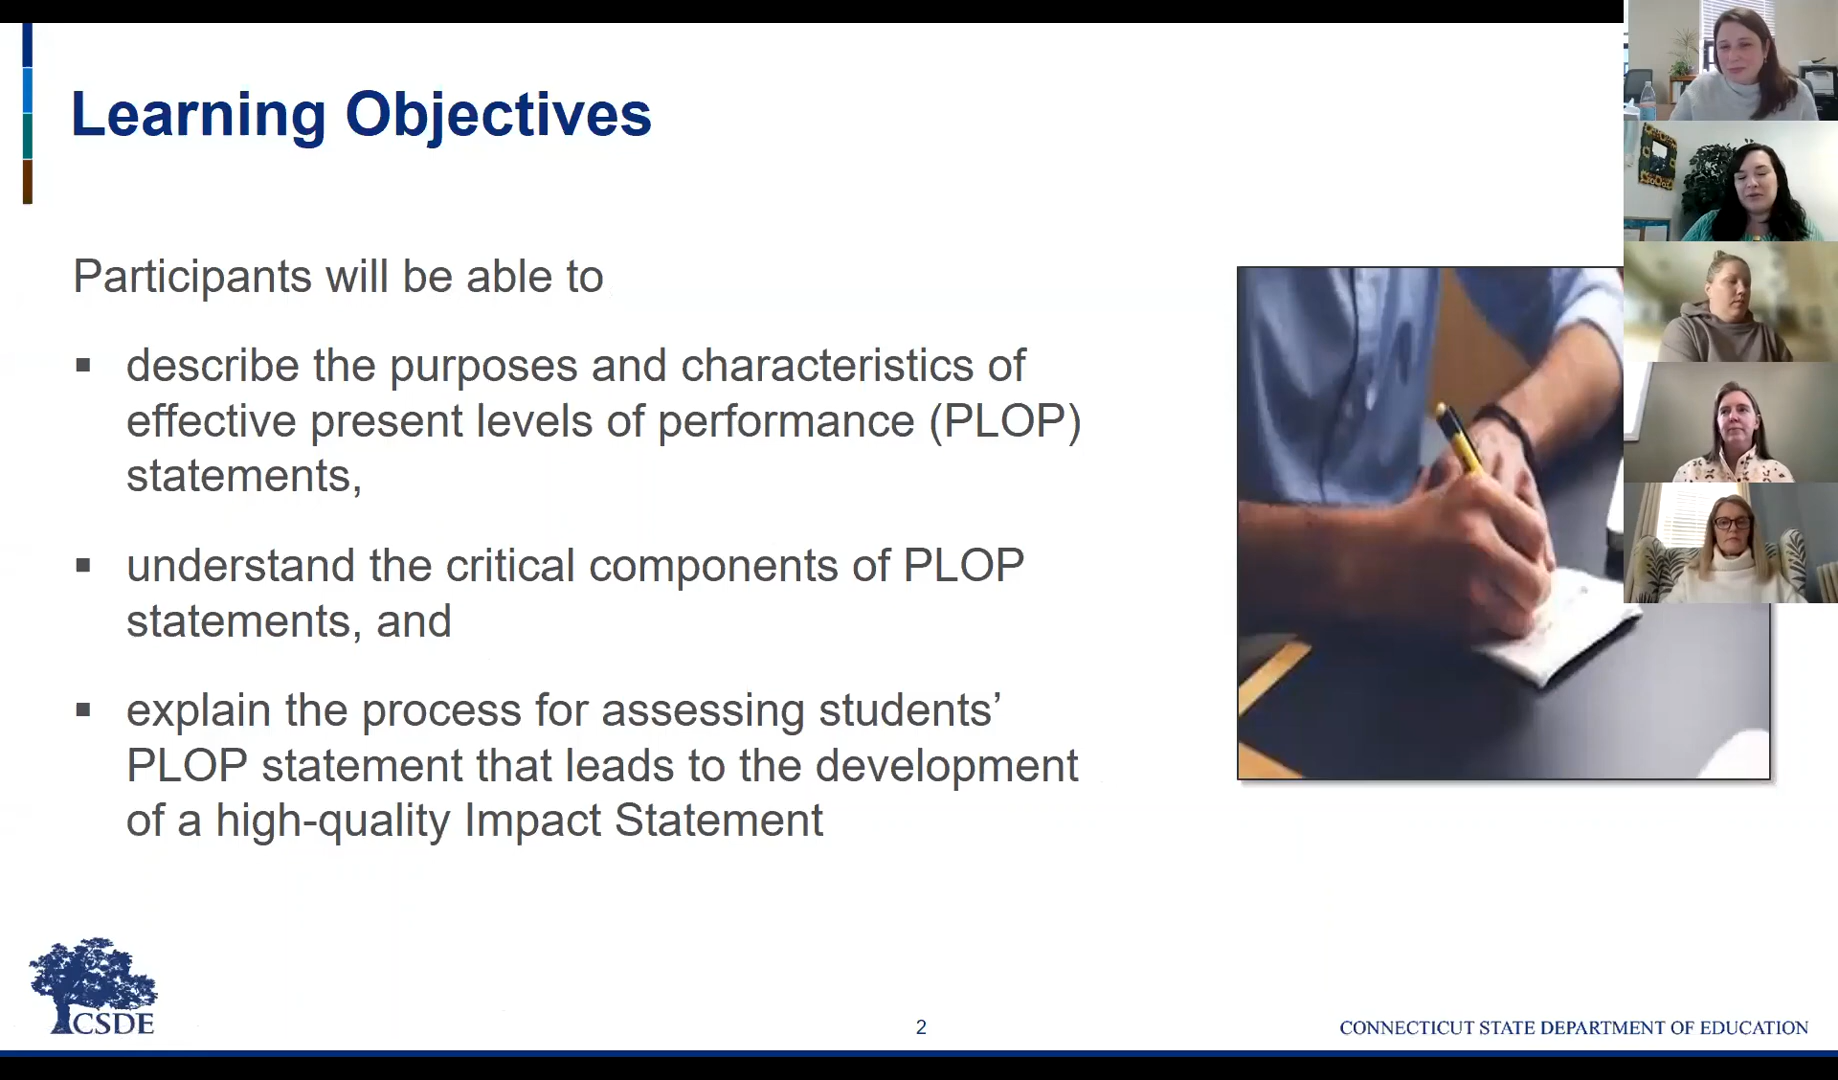 Learning Objectives
Participants will be able to
▪ describe the purposes and characteristics of
effective present levels of performance (PLOP)
statements,
▪ understand the critical components of PLOP
statements, and
▪ explain the process for assessing students’
PLOP statement that leads to the development
of a high-quality Impact Statement
CSDE
2
CONNECTICUT STATE DEPARTMENT OF EDUCATION